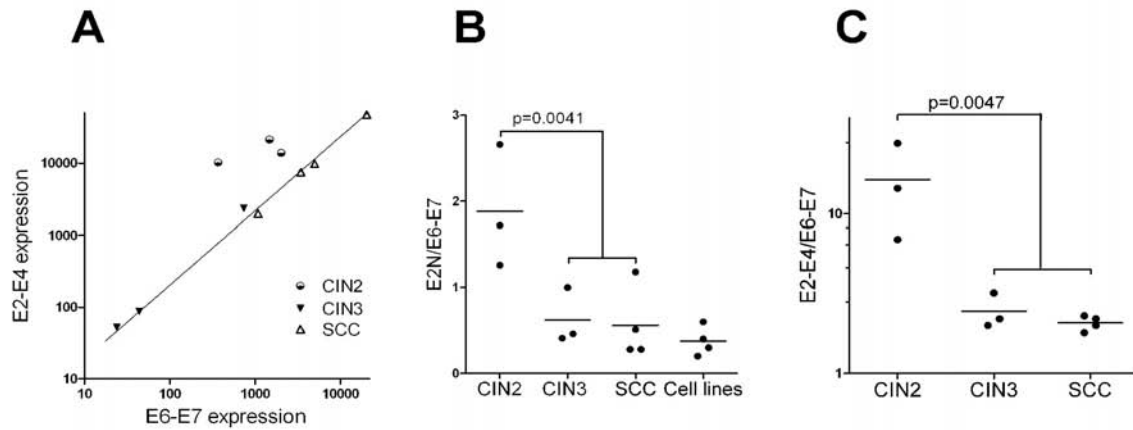 A
E2-E4 expression
10000
1000
100
10
10 100 1000 10000
E6-E7 expression
CIN2
CIN3
SCC
B
E2N/E6-E7
3
2
1
0
p=0.0041
CIN2 CIN3 SCC Cell lines
C
E2-E4/E6-E7
10
1
p=0.0047
CIN2 CIN3 SCC